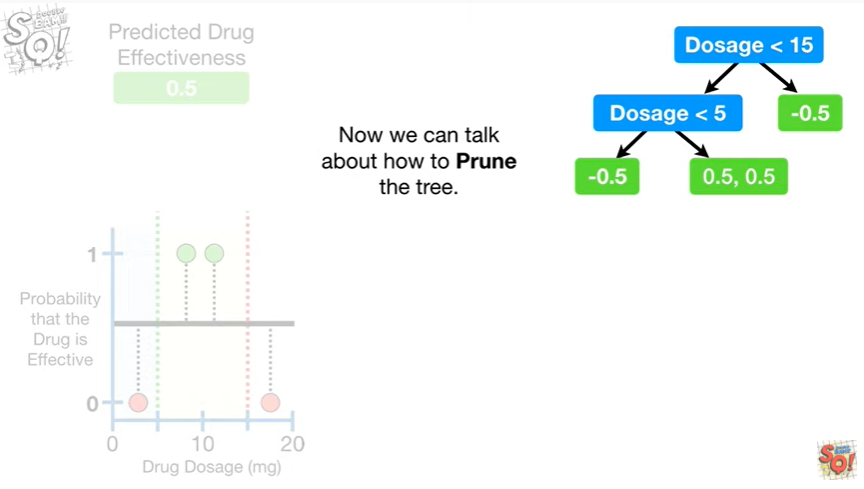 Predicted Drug
Effectiveness
0.5
Now we can talk
about how to Prune
the tree.
Dosage < 15
Dosage < 5
-0.5
-0.5
0.5, 0.5
1
Probability
that the
Drug is
Effective
0
0
10
20
Drug Dosage (mg)
SQ!
SQ!